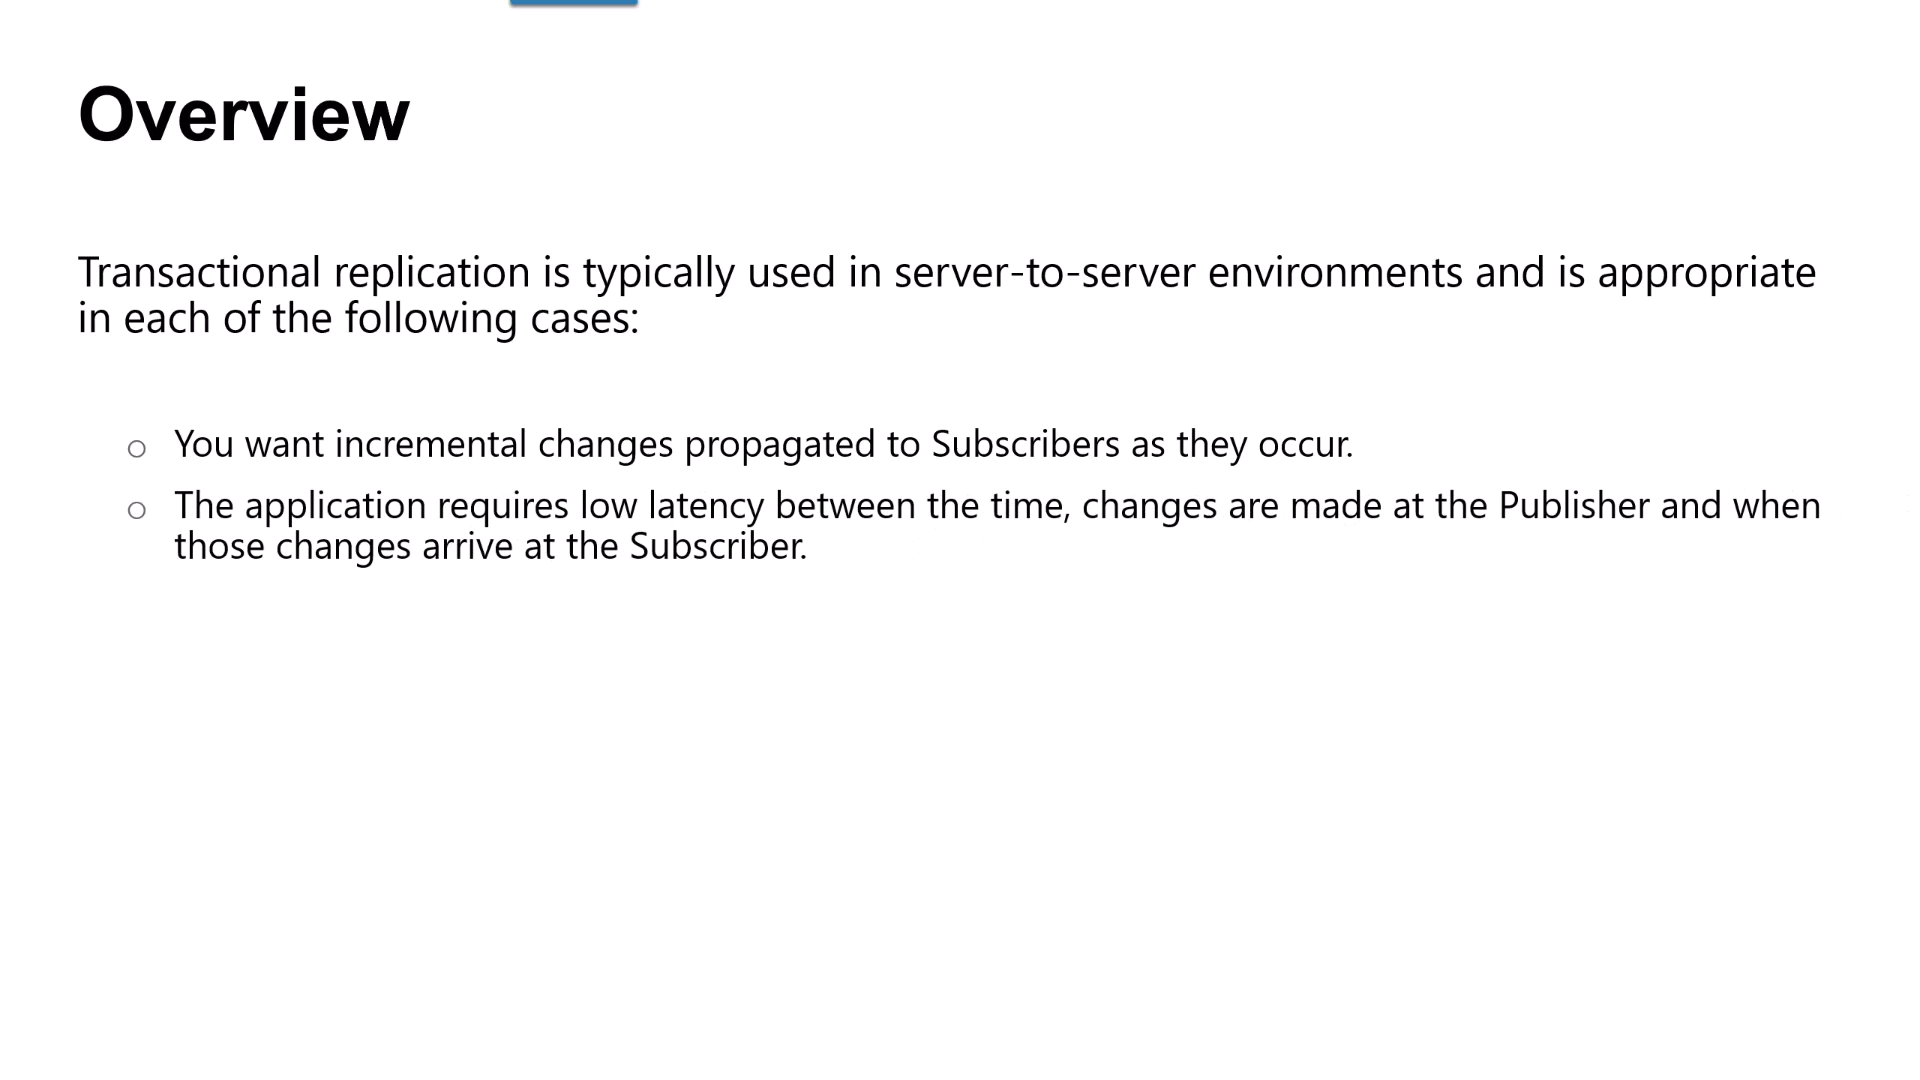 Overview
Transactional replication is typically used in server-to-server environments and is appropriate
in each of the following cases:
○ You want incremental changes propagated to Subscribers as they occur.
○ The application requires low latency between the time, changes are made at the Publisher and when
those changes arrive at the Subscriber.